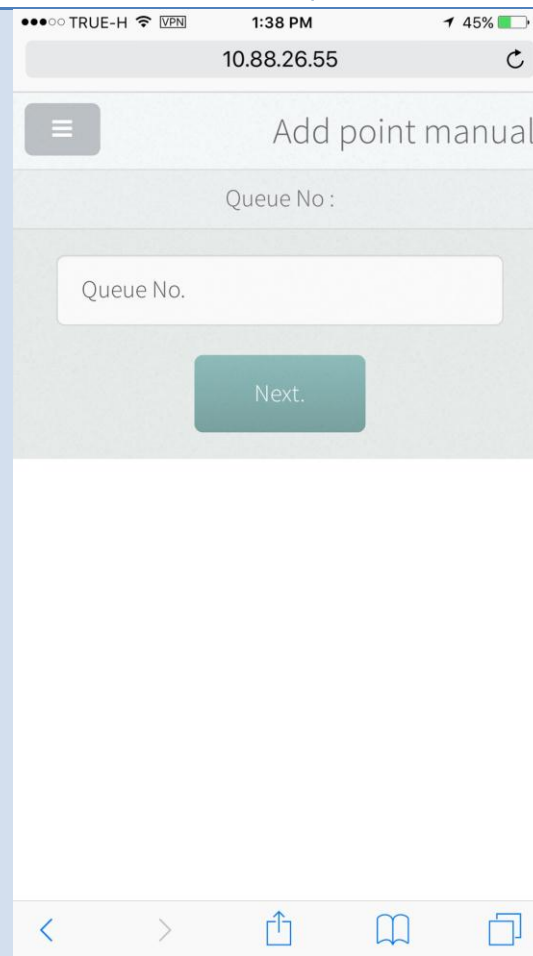 TRUE-H VPN 1:38 PM 45%
10.88.26.55
Add point manual
Queue No :
Queue No.
Next.